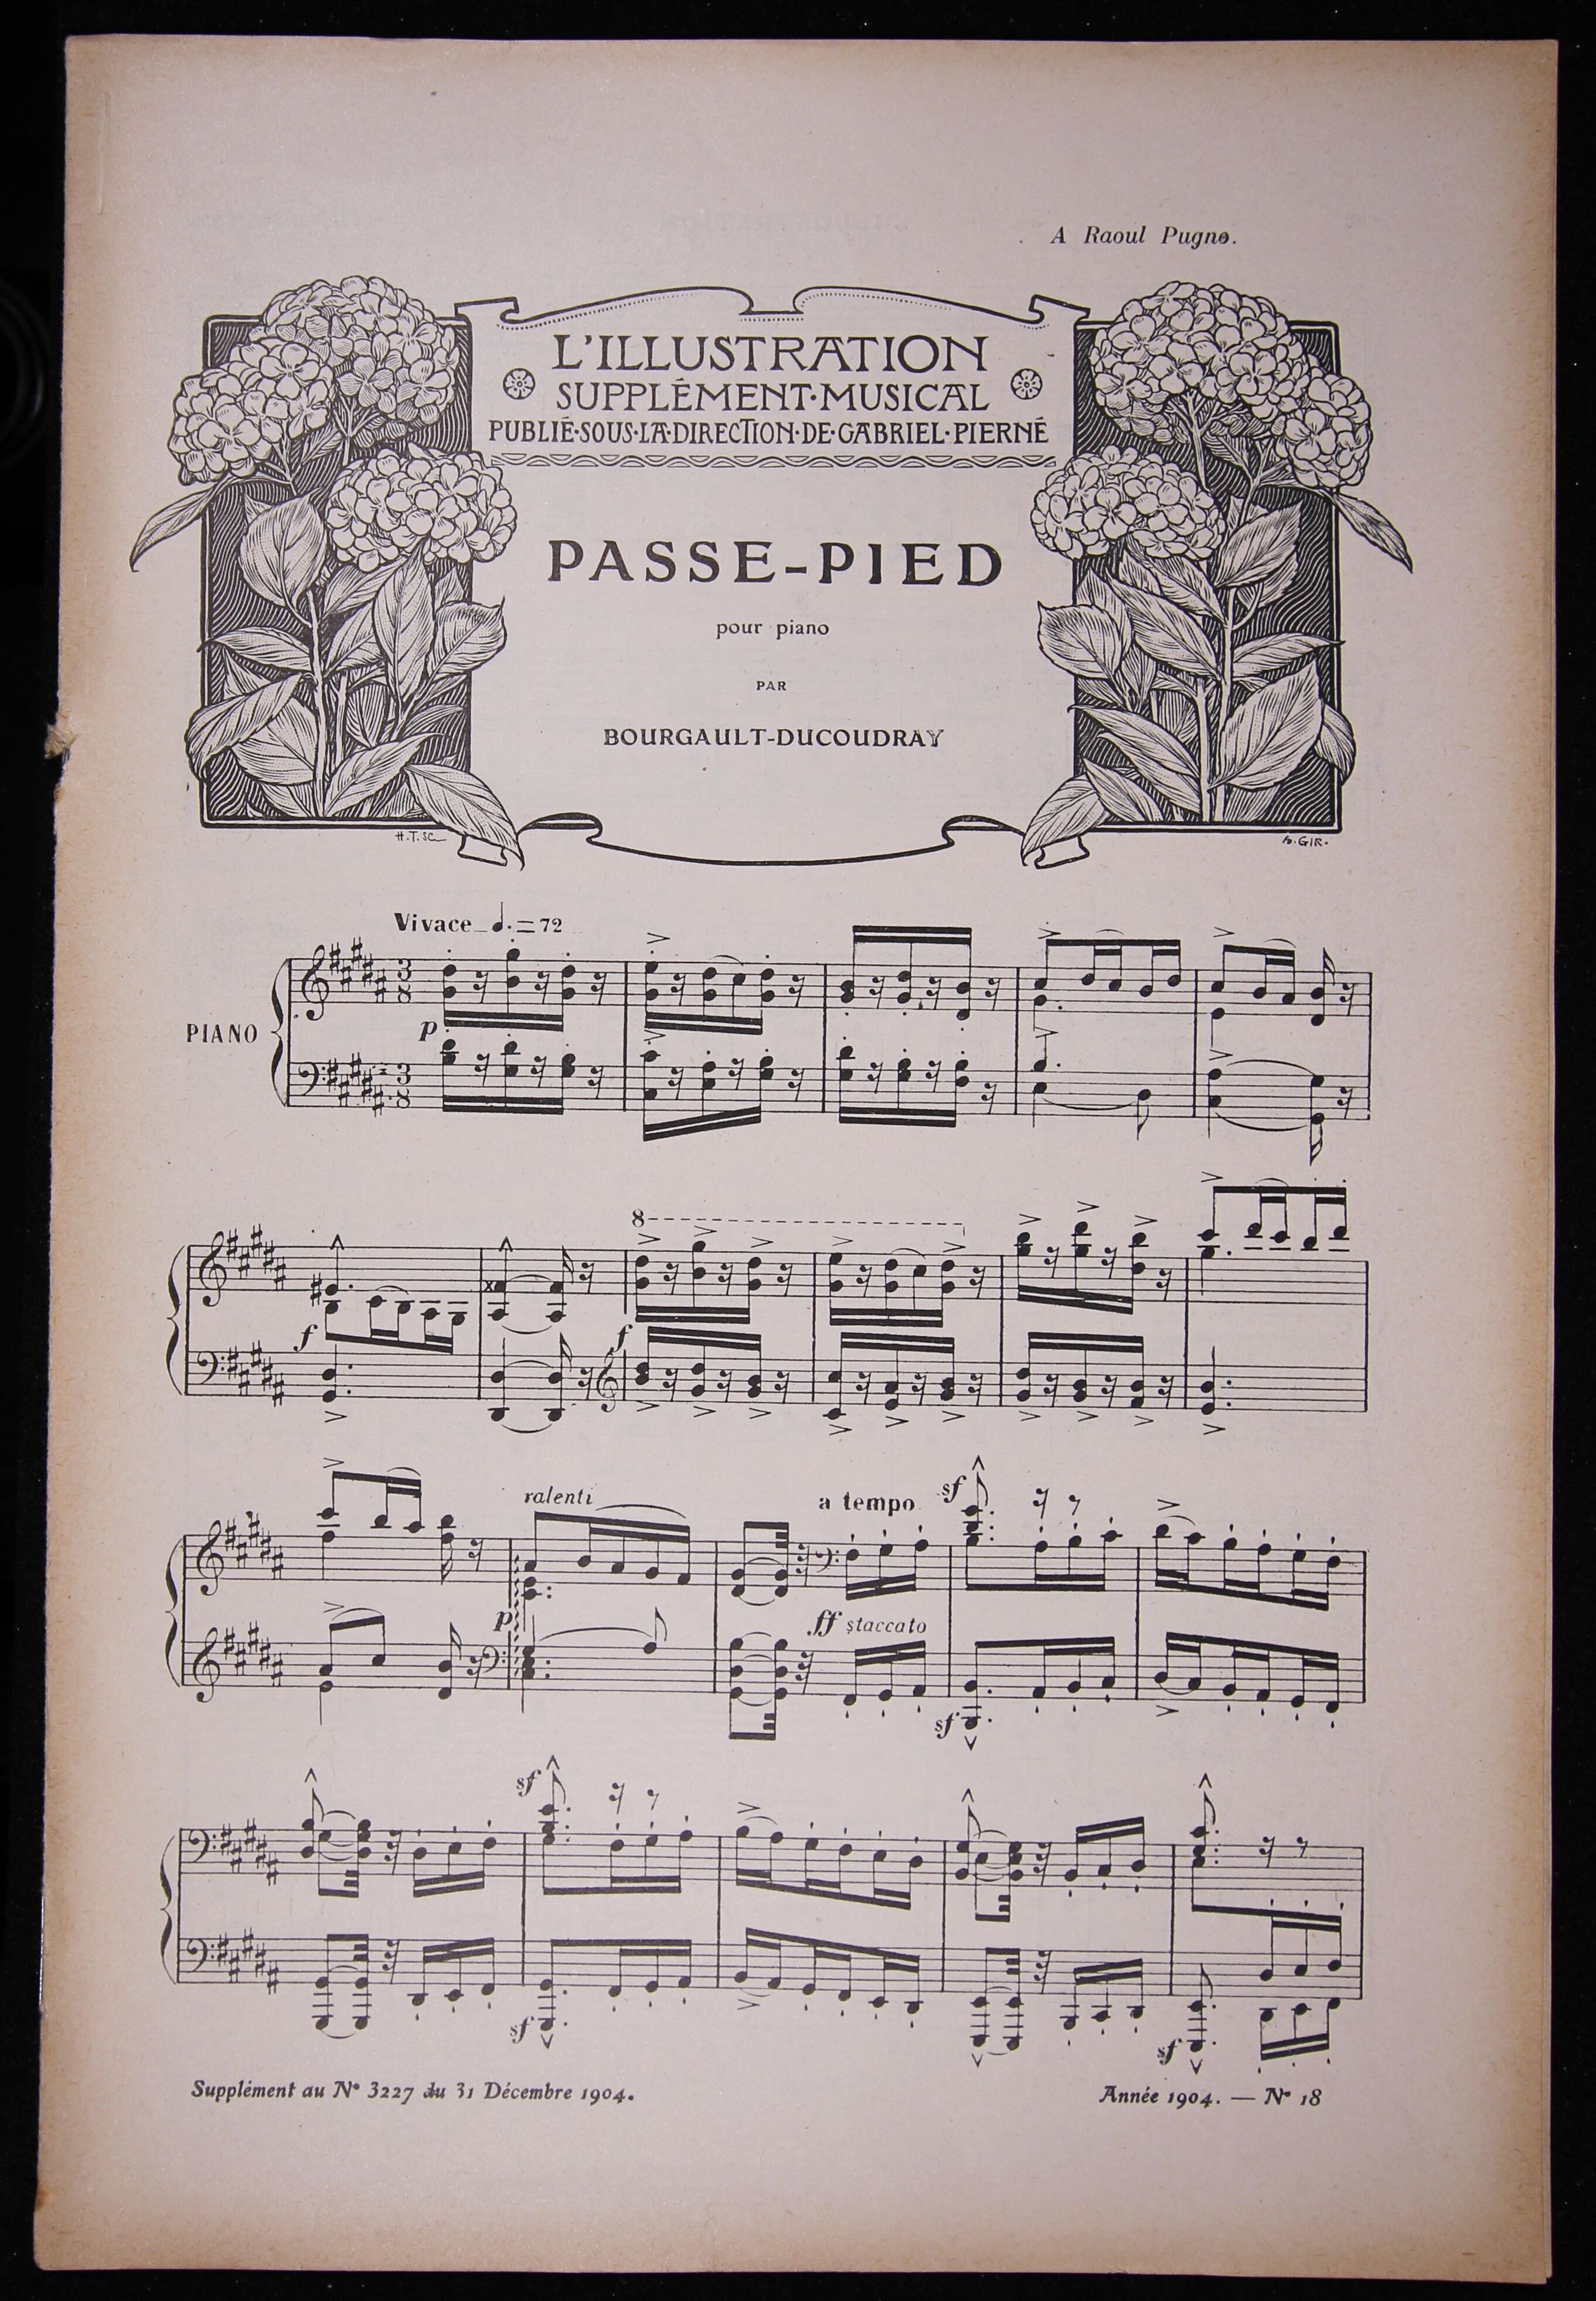 A Raoul Pugno.
L'ILLUSTRATION
SUPPLÉMENT·MUSICAL
PUBLIÉ·SOUS·LA·DIRECTION·DE·GABRIEL·PIERNÉ
PASSE-PIED
pour piano
PAR
BOURGAULT-DUCOUDRAY
H.T.SC
G.GIR.
Vivace ♩. = 72
3 8
PIANO
p
3 8
8
f
f
ralenti
a tempo
sf
p
ff staccato
sf
sf
sf
sf
Supplément au N° 3227 du 31 Décembre 1904.
Année 1904. — N° 18